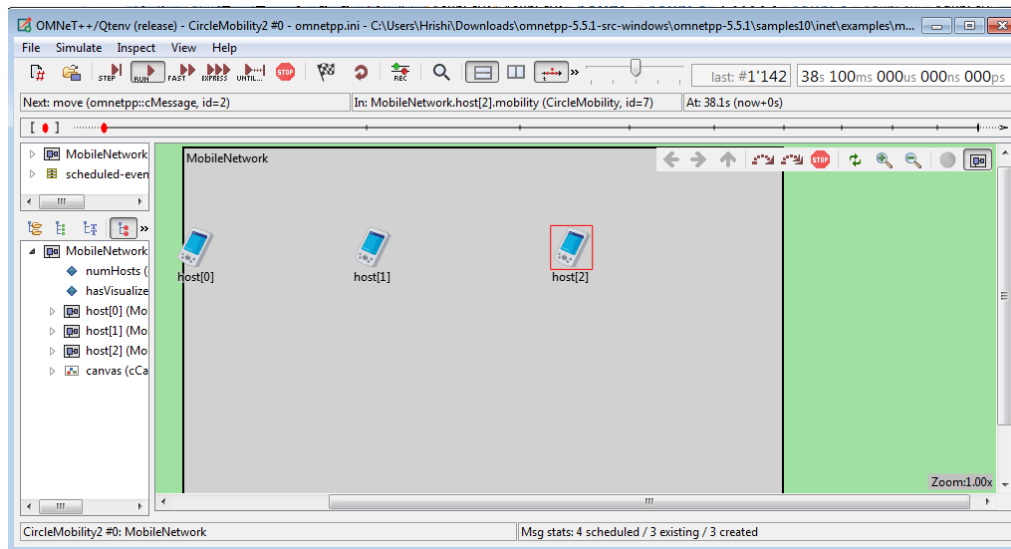 OMNeT++/Qtenv (release) - CircleMobility2 #0 - omnetpp.ini - C:\Users\Hrishi\Downloads\omnetpp-5.5.1-src-windows\omnetpp-5.5.1\samples10\inet\examples\m...
File Simulate Inspect View Help
STEP RUN FAST EXPRESS UNTIL... STOP REC last: #1'142 38s 100ms 000us 000ns 000ps
Next: move (omnetpp::cMessage, id=2) In: MobileNetwork.host[2].mobility (CircleMobility, id=7) At: 38.1s (now+0s)
MobileNetwork
scheduled-even
MobileNetwork
numHosts (
hasVisualize
host[0] (Mo
host[1] (Mo
host[2] (Mo
canvas (cCa
MobileNetwork
STOP
host[0] host[1] host[2]
Zoom:1.00x
CircleMobility2 #0: MobileNetwork Msg stats: 4 scheduled / 3 existing / 3 created